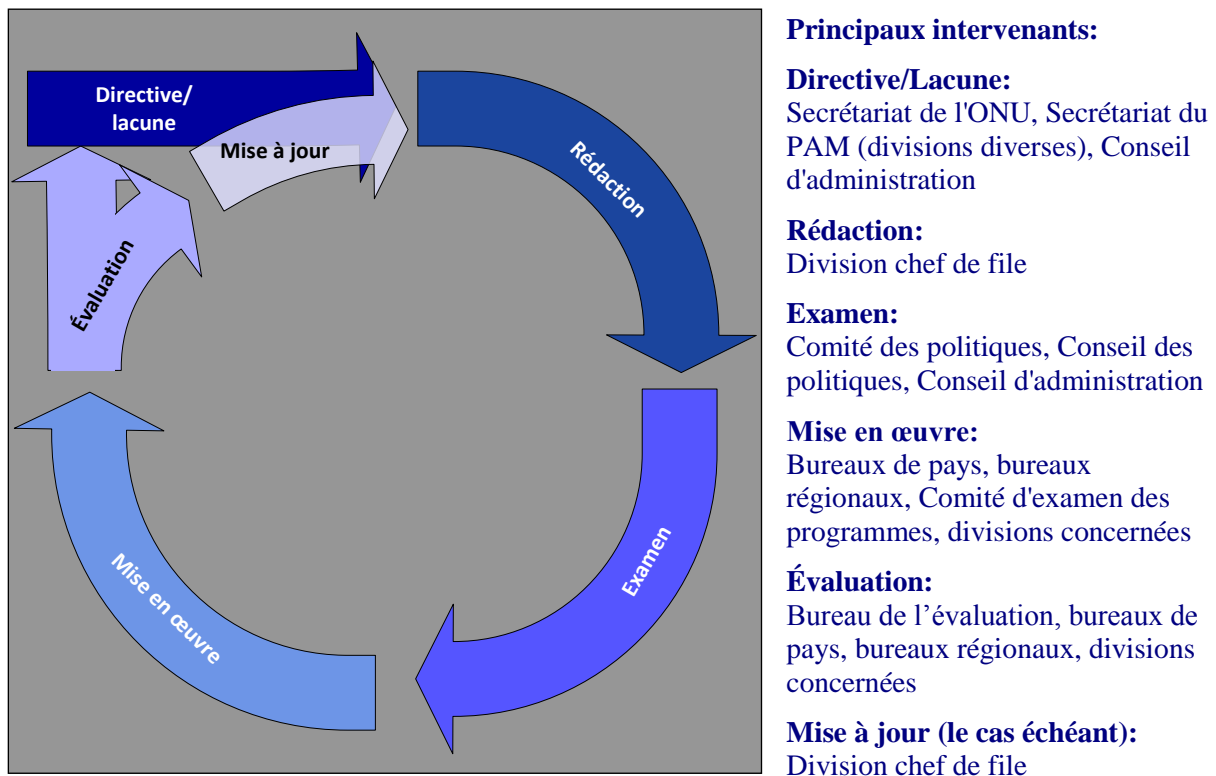 Directive/
lacune
Mise à jour
Rédaction
Évaluation
Examen
Mise en œuvre
Principaux intervenants:
Directive/Lacune:
Secrétariat de l'ONU, Secrétariat du
PAM (divisions diverses), Conseil
d'administration
Rédaction:
Division chef de file
Examen:
Comité des politiques, Conseil des
politiques, Conseil d'administration
Mise en œuvre:
Bureaux de pays, bureaux
régionaux, Comité d'examen des
programmes, divisions concernées
Évaluation:
Bureau de l’évaluation, bureaux de
pays, bureaux régionaux, divisions
concernées
Mise à jour (le cas échéant):
Division chef de file